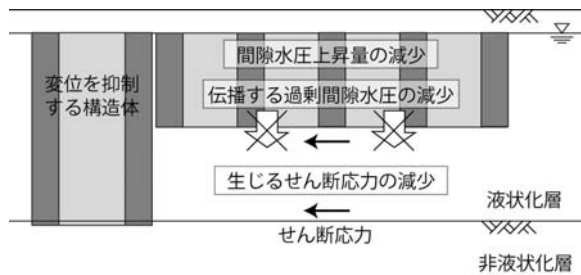 間隙水圧上昇量の減少
変位を抑制
する構造体
伝播する過剰間隙水圧の減少
生じるせん断応力の減少
液状化層
せん断応力
非液状化層